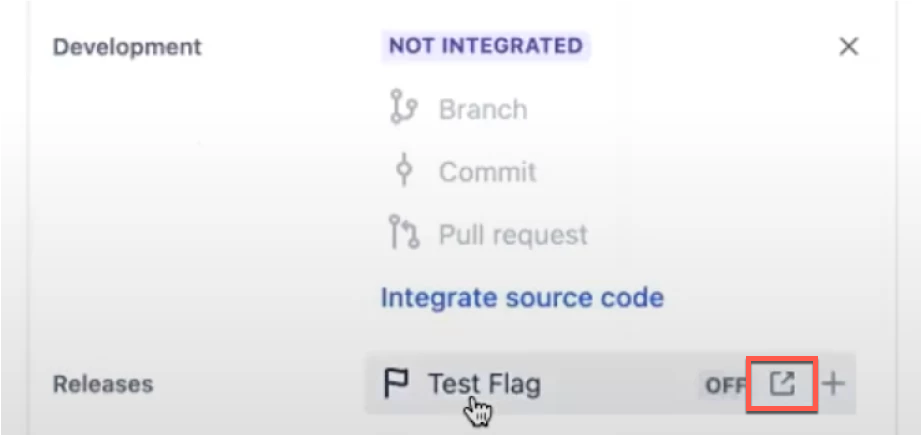 Development NOT INTEGRATED
Branch
Commit
Pull request
Integrate source code
Releases Test Flag OFF